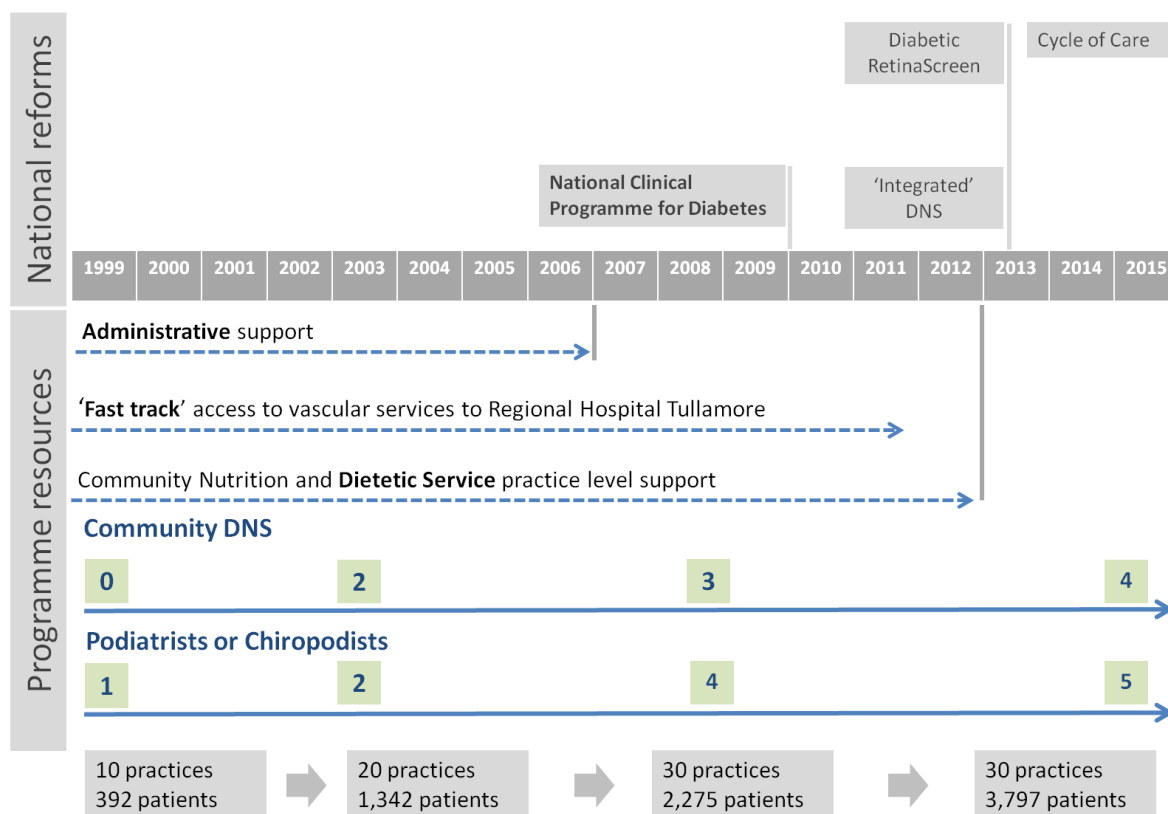 National reforms
Diabetic
RetinaScreen
Cycle of Care
National Clinical
Programme for Diabetes
‘Integrated’
DNS
1999 2000 2001 2002 2003 2004 2005 2006 2007 2008 2009 2010 2011 2012 2013 2014 2015
Programme resources
Administrative support
‘Fast track’ access to vascular services to Regional Hospital Tullamore
Community Nutrition and Dietetic Service practice level support
Community DNS
0 2 3 4
Podiatrists or Chiropodists
1 2 4 5
10 practices
392 patients
20 practices
1,342 patients
30 practices
2,275 patients
30 practices
3,797 patients